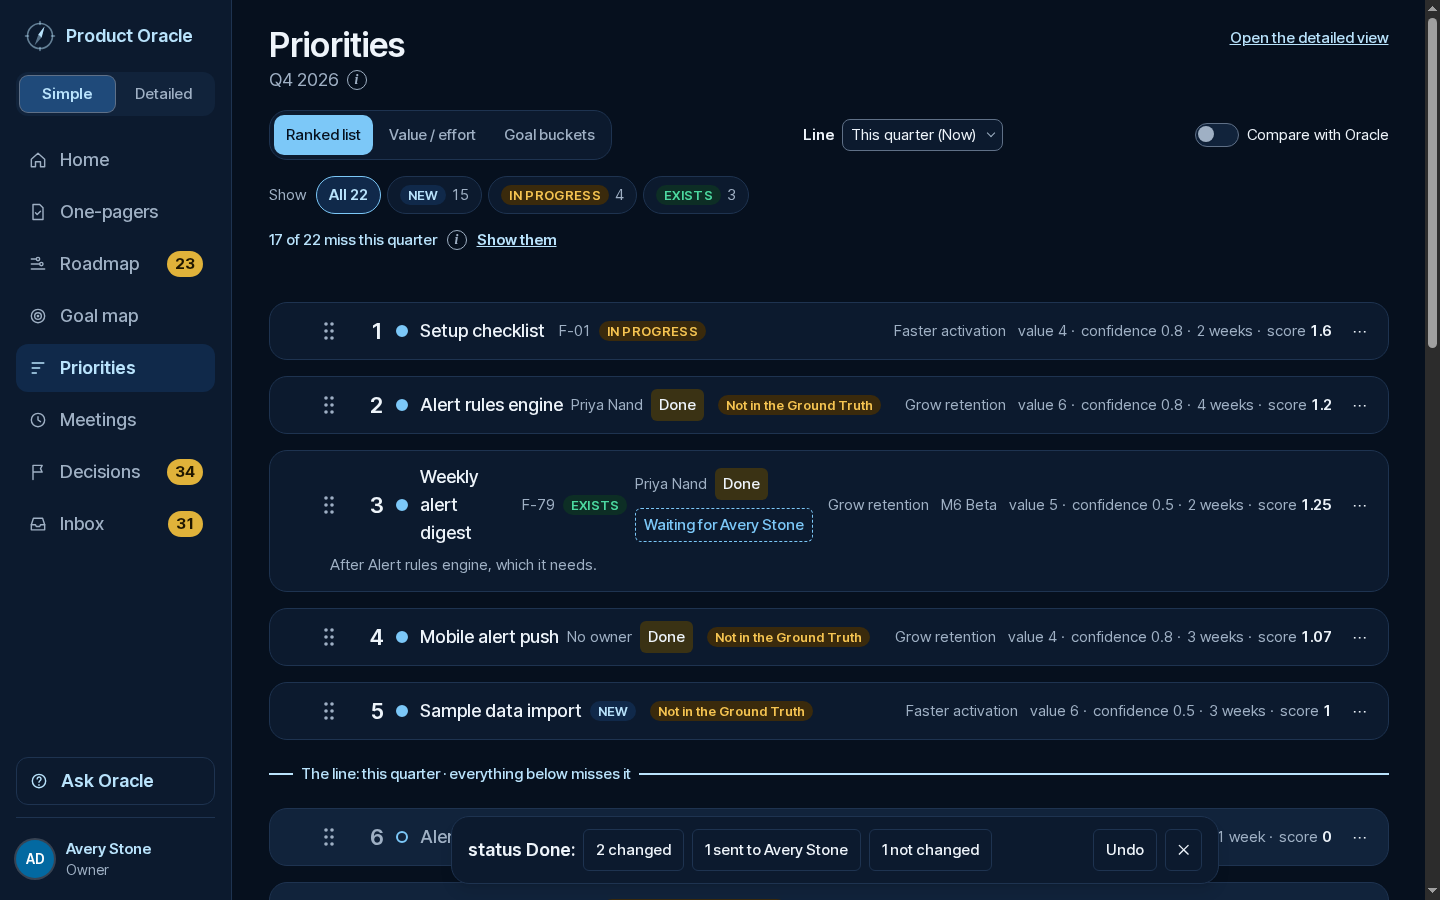 Product Oracle
Simple Detailed
Home
One-pagers
Roadmap 23
Goal map
Priorities
Meetings
Decisions 34
Inbox 31
Ask Oracle
AD Avery Stone
Owner
Priorities
Open the detailed view
Q4 2026 i
Ranked list Value / effort Goal buckets
Line This quarter (Now)
Compare with Oracle
Show All 22 NEW 15 IN PROGRESS 4 EXISTS 3
17 of 22 miss this quarter i Show them
1 Setup checklist F-01 IN PROGRESS Faster activation value 4 · confidence 0.8 · 2 weeks · score 1.6 ...
2 Alert rules engine Priya Nand Done Not in the Ground Truth Grow retention value 6 · confidence 0.8 · 4 weeks · score 1.2 ...
3 Weekly alert digest F-79 EXISTS Priya Nand Done Waiting for Avery Stone Grow retention M6 Beta value 5 · confidence 0.5 · 2 weeks · score 1.25 ...
After Alert rules engine, which it needs.
4 Mobile alert push No owner Done Not in the Ground Truth Grow retention value 4 · confidence 0.8 · 3 weeks · score 1.07 ...
5 Sample data import NEW Not in the Ground Truth Faster activation value 6 · confidence 0.5 · 3 weeks · score 1 ...
The line: this quarter · everything below misses it
6 1 week · score 0 ...
status Done: 2 changed 1 sent to Avery Stone 1 not changed Undo ×